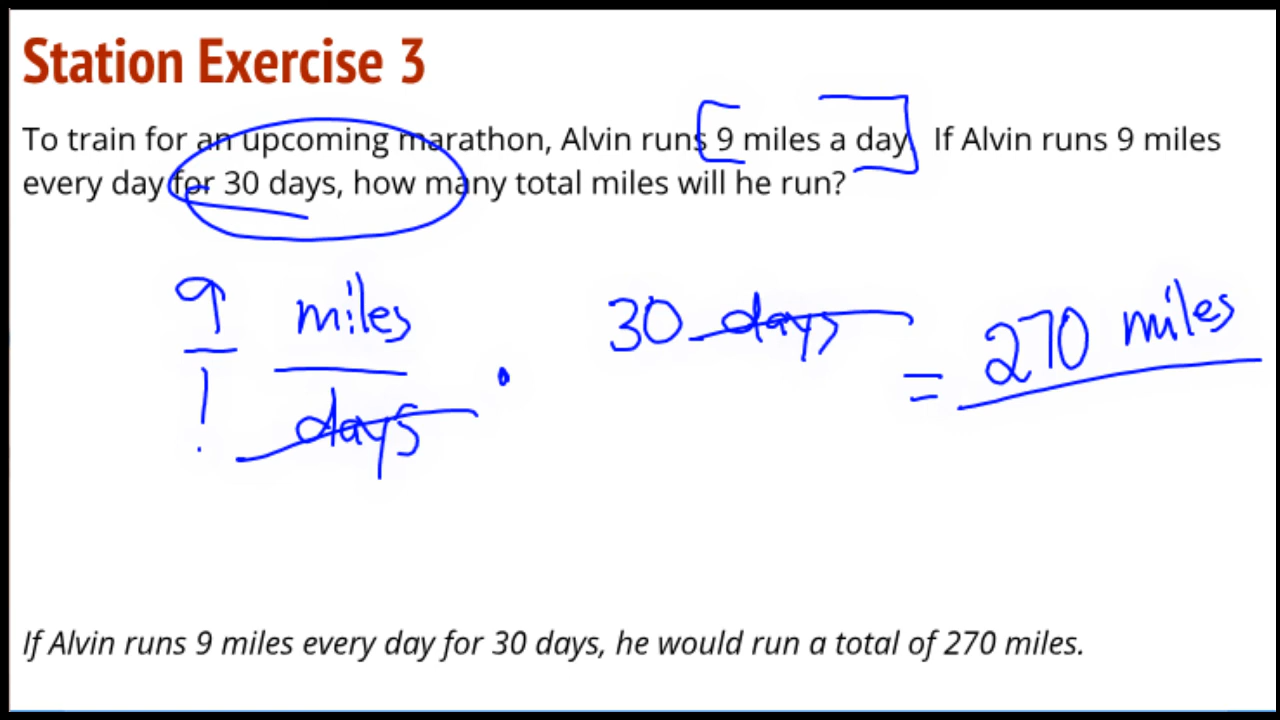 Station Exercise 3
To train for an upcoming marathon, Alvin runs 9 miles a day. If Alvin runs 9 miles
every day for 30 days, how many total miles will he run?
9 miles 30 days = 270 miles
1 days ·
If Alvin runs 9 miles every day for 30 days, he would run a total of 270 miles.